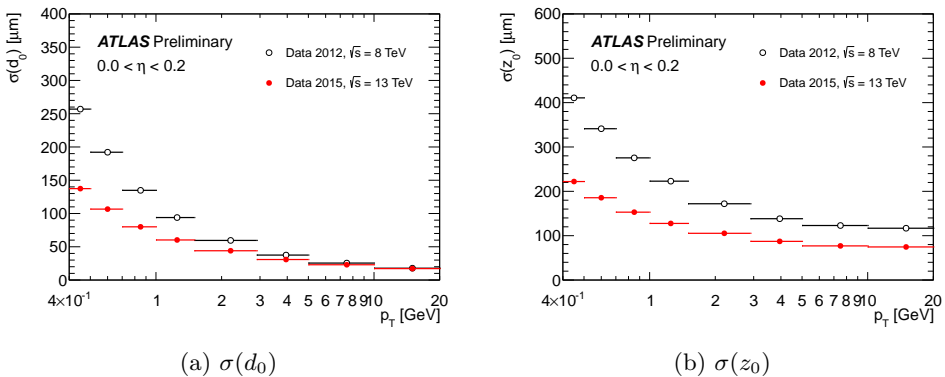 σ(d₀) [μm]
400
350
300
250
200
150
100
50
0
ATLAS Preliminary
0.0 < η < 0.2
Data 2012, √s = 8 TeV
Data 2015, √s = 13 TeV
4×10⁻¹ 1 2 3 4 5 6 7 8 9 10 20
p_T [GeV]
(a) σ(d₀)
σ(z₀) [μm]
600
500
400
300
200
100
0
ATLAS Preliminary
0.0 < η < 0.2
Data 2012, √s = 8 TeV
Data 2015, √s = 13 TeV
4×10⁻¹ 1 2 3 4 5 6 7 8 9 10 20
p_T [GeV]
(b) σ(z₀)